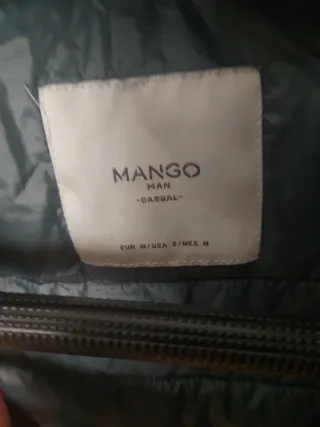 MANGO
MAN
-CASUAL-
EUR M/USA S/MEX M